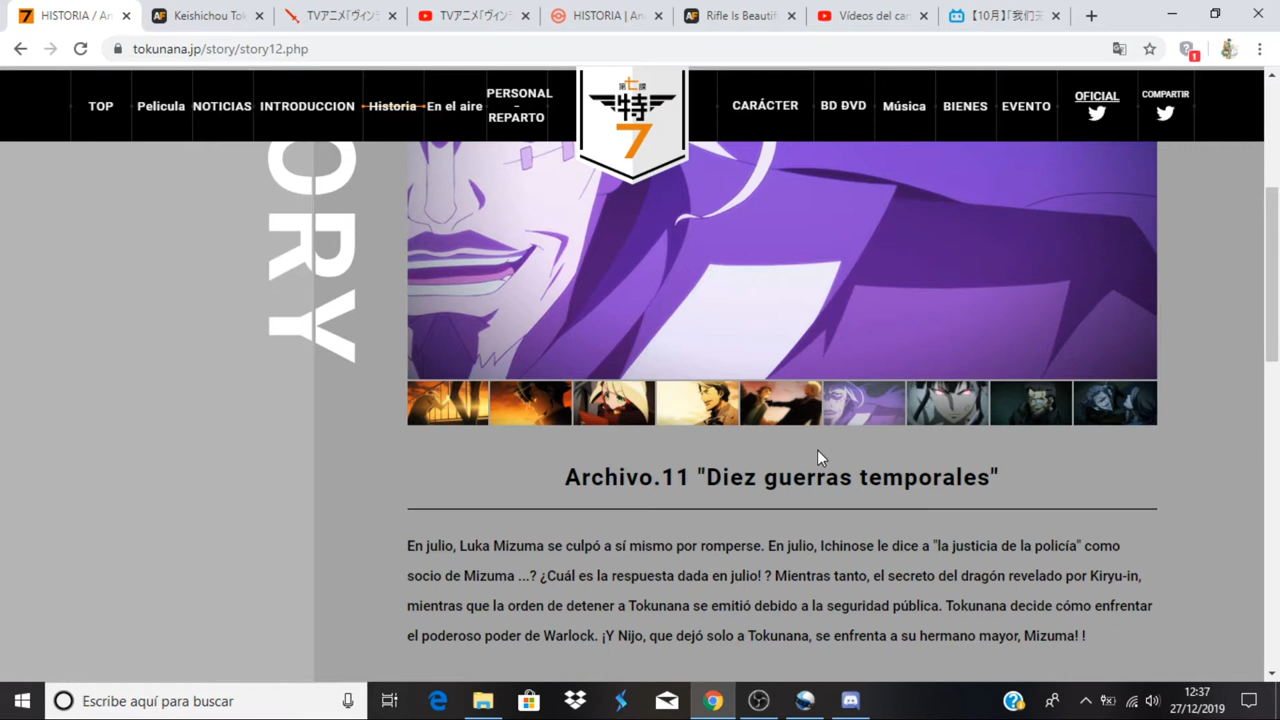 HISTORIA / An
Keishichou Tok
TVアニメ「ヴィン
TVアニメ「ヴィン
HISTORIA | Ani
Rifle Is Beautif
Vídeos del can
【10月】「我们
tokunana.jp/story/story12.php
1
TOP
Pelicula
NOTICIAS
INTRODUCCION
Historia
En el aire
PERSONAL
-
REPARTO
第七課
特
7
CARÁCTER
BD ĐVD
Música
BIENES
EVENTO
OFICIAL
COMPARTIR
ORY
Archivo.11 "Diez guerras temporales"
En julio, Luka Mizuma se culpó a sí mismo por romperse. En julio, Ichinose le dice a "la justicia de la policía" como
socio de Mizuma ...? ¿Cuál es la respuesta dada en julio! ? Mientras tanto, el secreto del dragón revelado por Kiryu-in,
mientras que la orden de detener a Tokunana se emitió debido a la seguridad pública. Tokunana decide cómo enfrentar
el poderoso poder de Warlock. ¡Y Nijo, que dejó solo a Tokunana, se enfrenta a su hermano mayor, Mizuma! !
Escribe aquí para buscar
12:37
27/12/2019